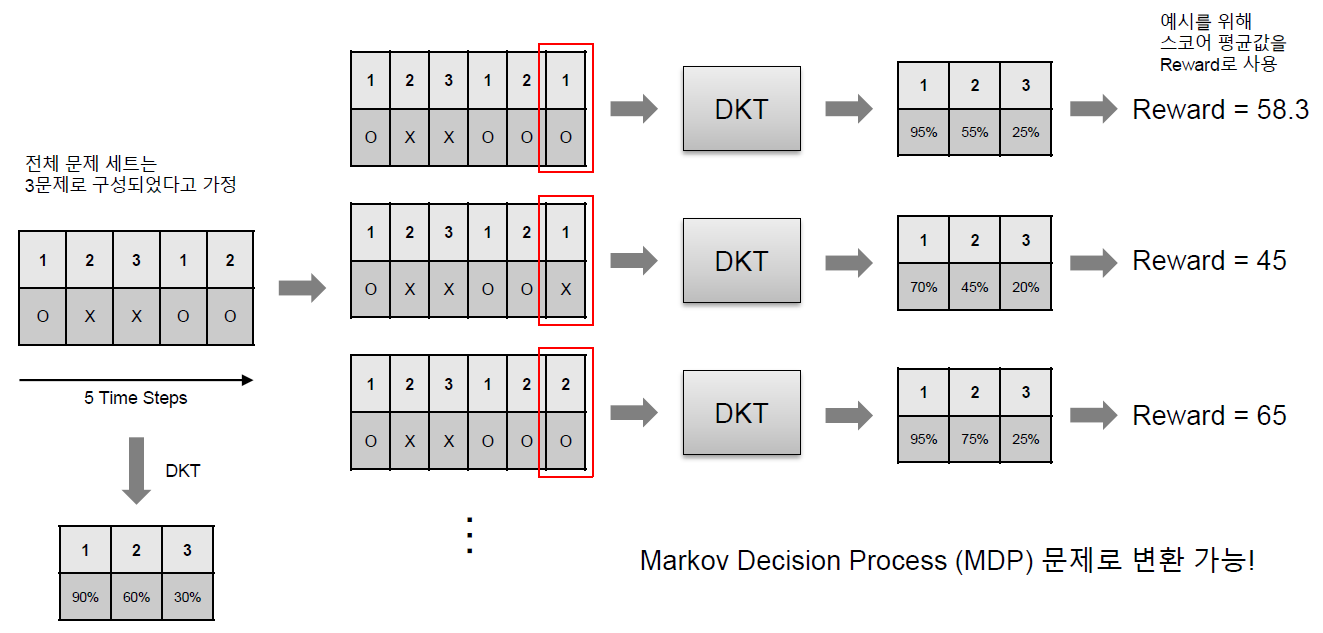 예시를 위해
스코어 평균값을
Reward로 사용
1 2 3 1 2 1
O X X O O O
DKT
1 2 3
95% 55% 25%
Reward = 58.3
전체 문제 세트는
3문제로 구성되었다고 가정
1 2 3 1 2
O X X O O
5 Time Steps
DKT
1 2 3
90% 60% 30%
1 2 3 1 2 1
O X X O O X
DKT
1 2 3
70% 45% 20%
Reward = 45
1 2 3 1 2 2
O X X O O O
DKT
1 2 3
95% 75% 25%
Reward = 65
⋮
Markov Decision Process (MDP) 문제로 변환 가능!